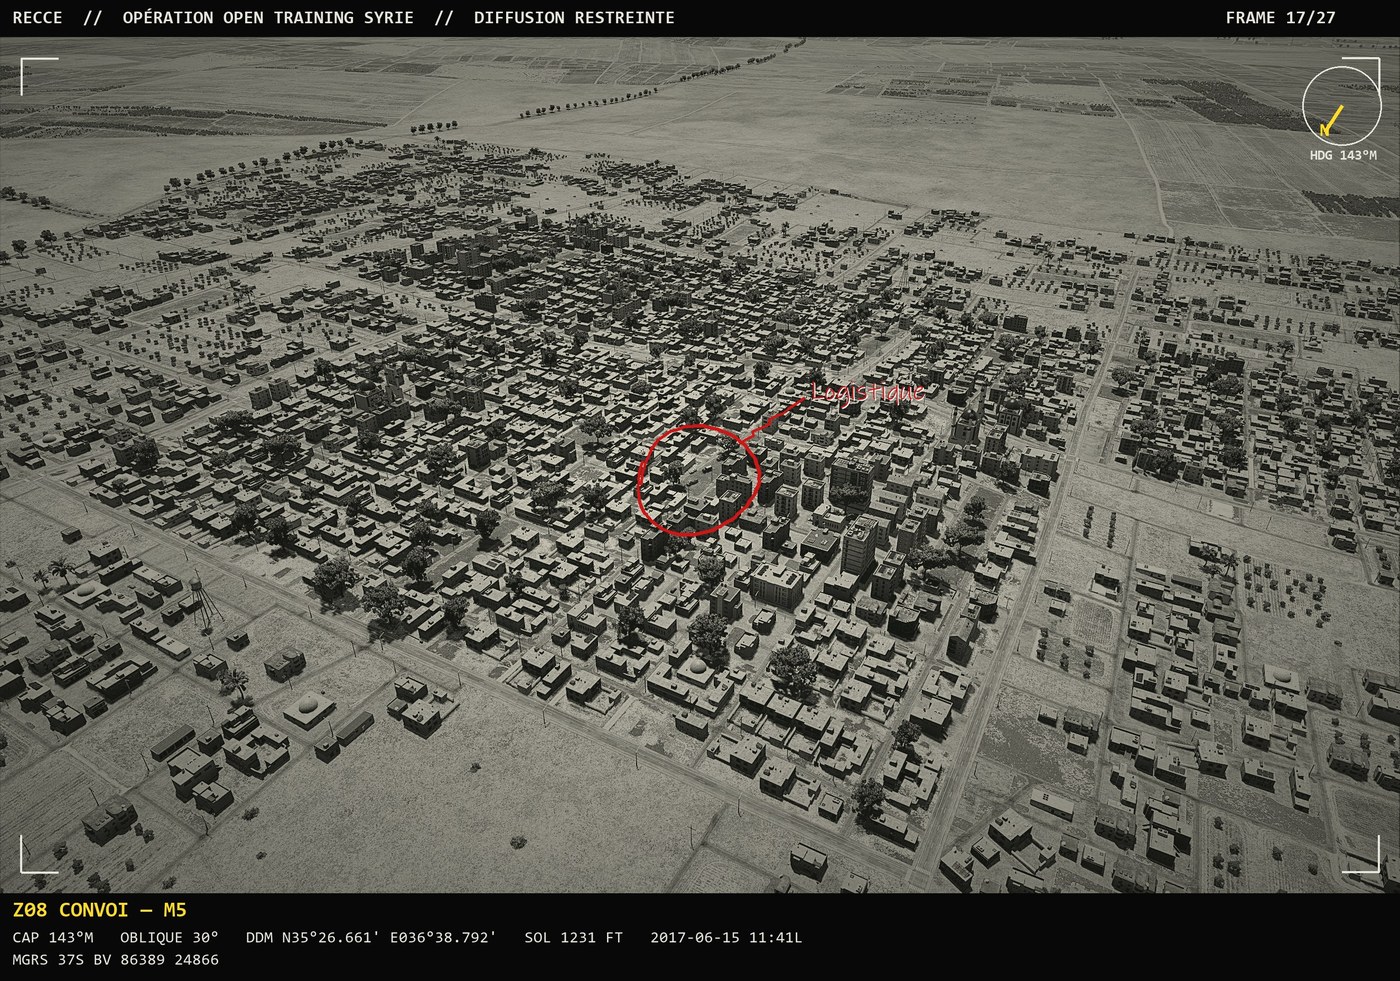 RECCE // OPÉRATION OPEN TRAINING SYRIE // DIFFUSION RESTREINTE
FRAME 17/27
N
HDG 143°M
Logistique
Z08 CONVOI — M5
CAP 143°M OBLIQUE 30° DDM N35°26.661' E036°38.792' SOL 1231 FT 2017-06-15 11:41L
MGRS 37S BV 86389 24866